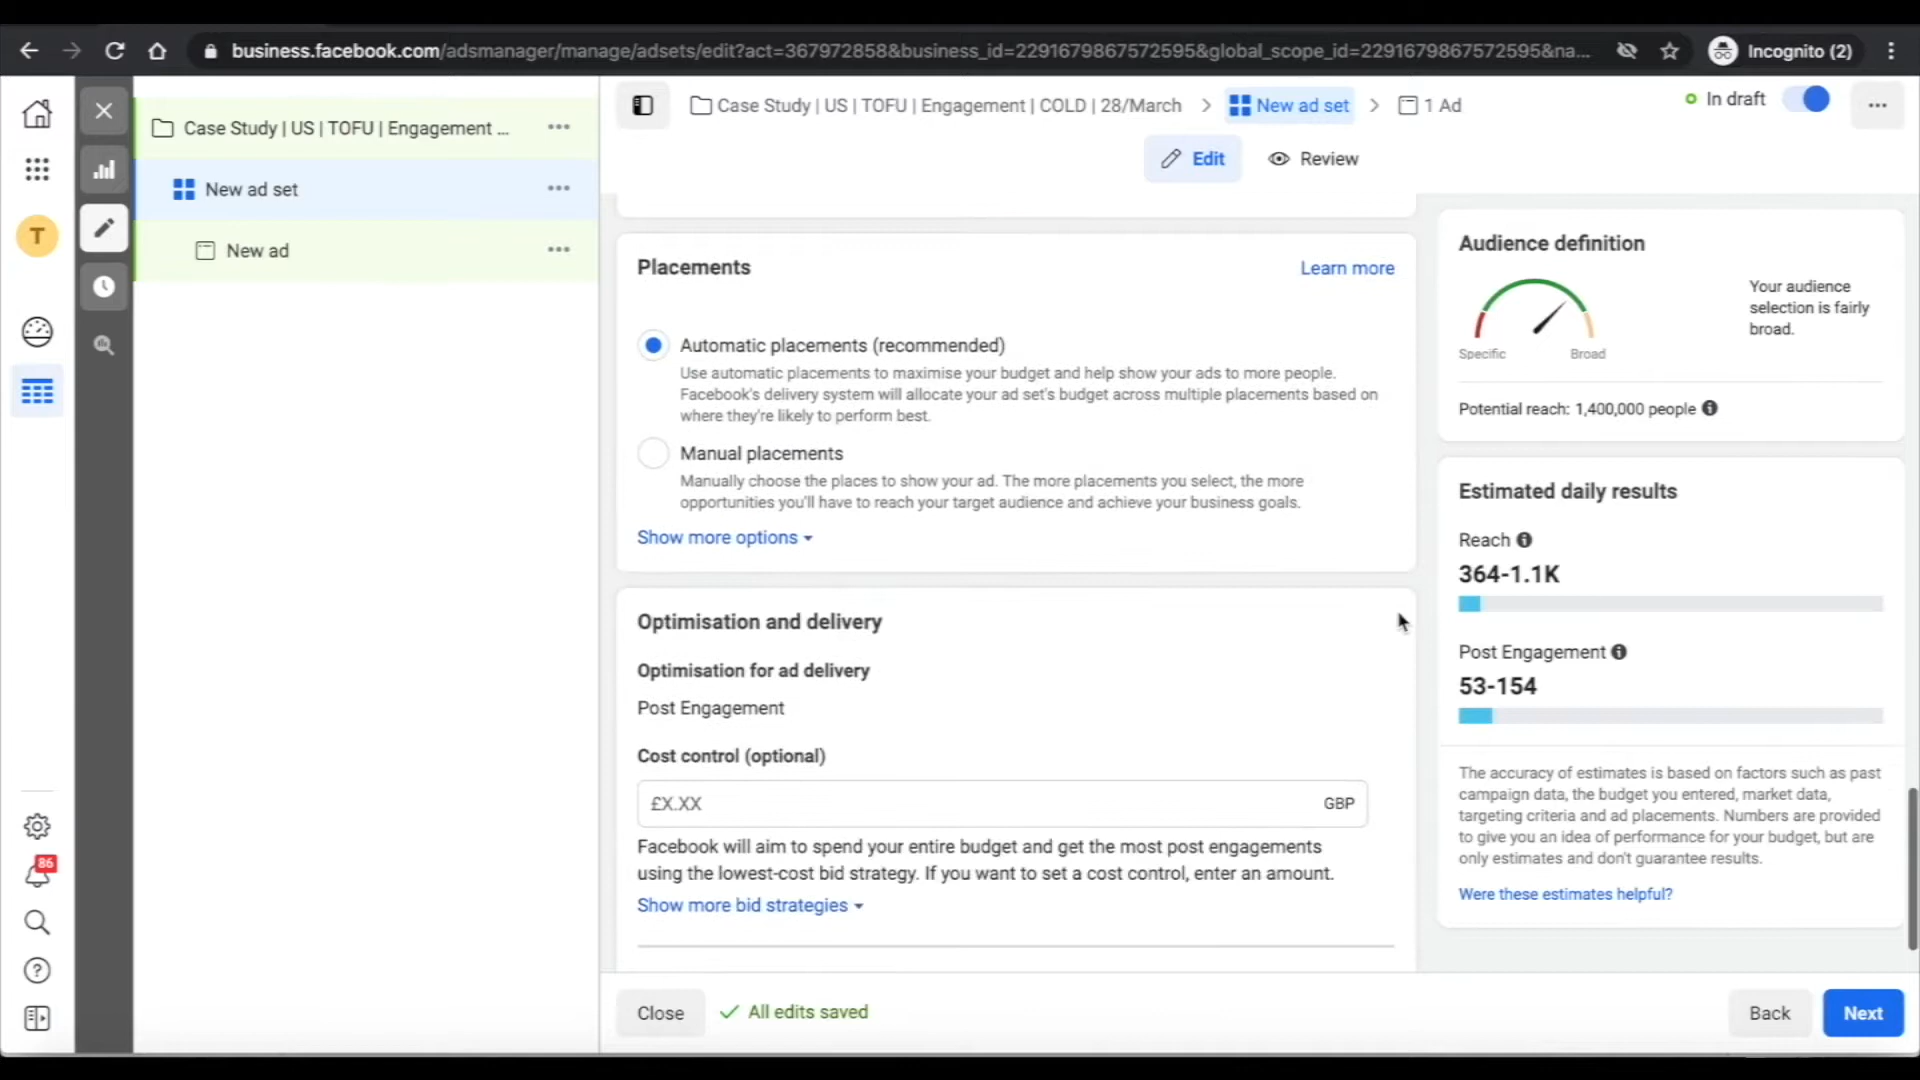 business.facebook.com/adsmanager/manage/adsets/edit?act=367972858&business_id=2291679867572595&global_scope_id=2291679867572595&na...
Incognito (2)
Case Study | US | TOFU | Engagement ...
New ad set
New ad
T
86
Case Study | US | TOFU | Engagement | COLD | 28/March
New ad set
1 Ad
In draft
Edit
Review
Placements
Learn more
Automatic placements (recommended)
Use automatic placements to maximise your budget and help show your ads to more people.
Facebook's delivery system will allocate your ad set's budget across multiple placements based on
where they're likely to perform best.
Manual placements
Manually choose the places to show your ad. The more placements you select, the more
opportunities you'll have to reach your target audience and achieve your business goals.
Show more options
Optimisation and delivery
Optimisation for ad delivery
Post Engagement
Cost control (optional)
£X.XX
GBP
Facebook will aim to spend your entire budget and get the most post engagements
using the lowest-cost bid strategy. If you want to set a cost control, enter an amount.
Show more bid strategies
Audience definition
Specific
Broad
Your audience
selection is fairly
broad.
Potential reach: 1,400,000 people
Estimated daily results
Reach
364-1.1K
Post Engagement
53-154
The accuracy of estimates is based on factors such as past
campaign data, the budget you entered, market data,
targeting criteria and ad placements. Numbers are provided
to give you an idea of performance for your budget, but are
only estimates and don't guarantee results.
Were these estimates helpful?
Close
All edits saved
Back
Next